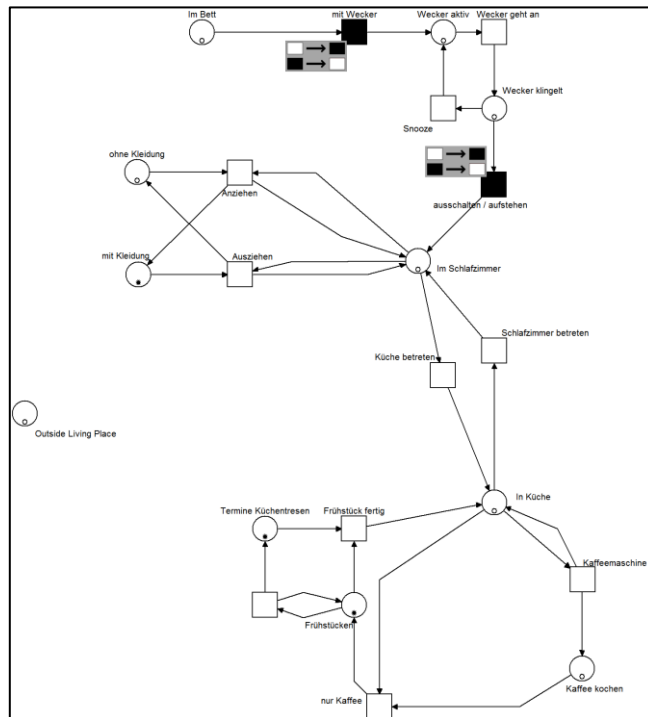 Im Bett
mit Wecker
Wecker aktiv
Wecker geht an
Wecker klingelt
Snooze
ohne Kleidung
Anziehen
ausschalten / aufstehen
mit Kleidung
Ausziehen
Im Schlafzimmer
Schlafzimmer betreten
Küche betreten
Outside Living Place
In Küche
Termine Küchentresen
Frühstück fertig
Kaffeemaschine
Frühstücken
Kaffee kochen
nur Kaffee